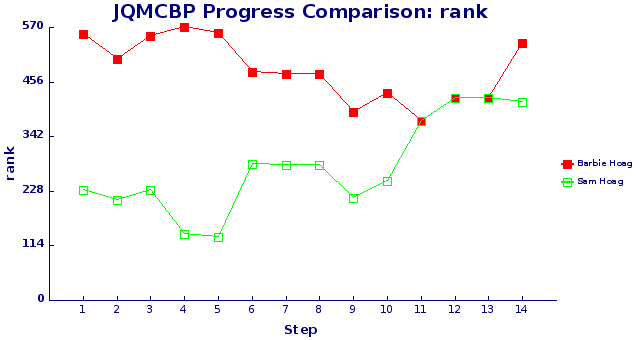 JQMCBP Progress Comparison: rank
570
456
342
228
114
0
rank
1 2 3 4 5 6 7 8 9 10 11 12 13 14
Step
Barbie Hoag
Sam Hoag